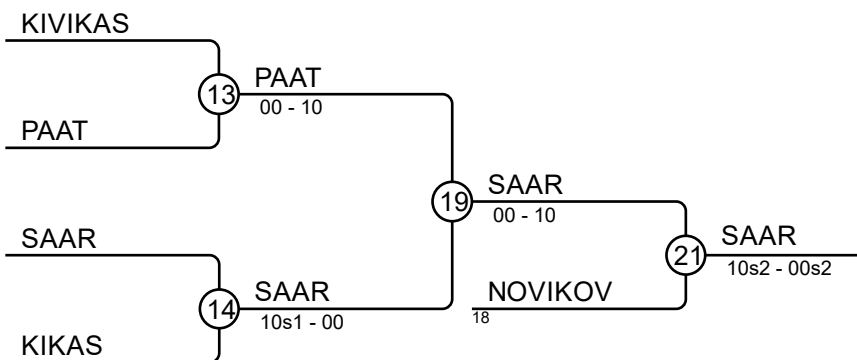 KIVIKAS
13
PAAT
00 - 10
PAAT
19
SAAR
00 - 10
SAAR
21
SAAR
10s2 - 00s2
14
SAAR
10s1 - 00
NOVIKOV
18
KIKAS